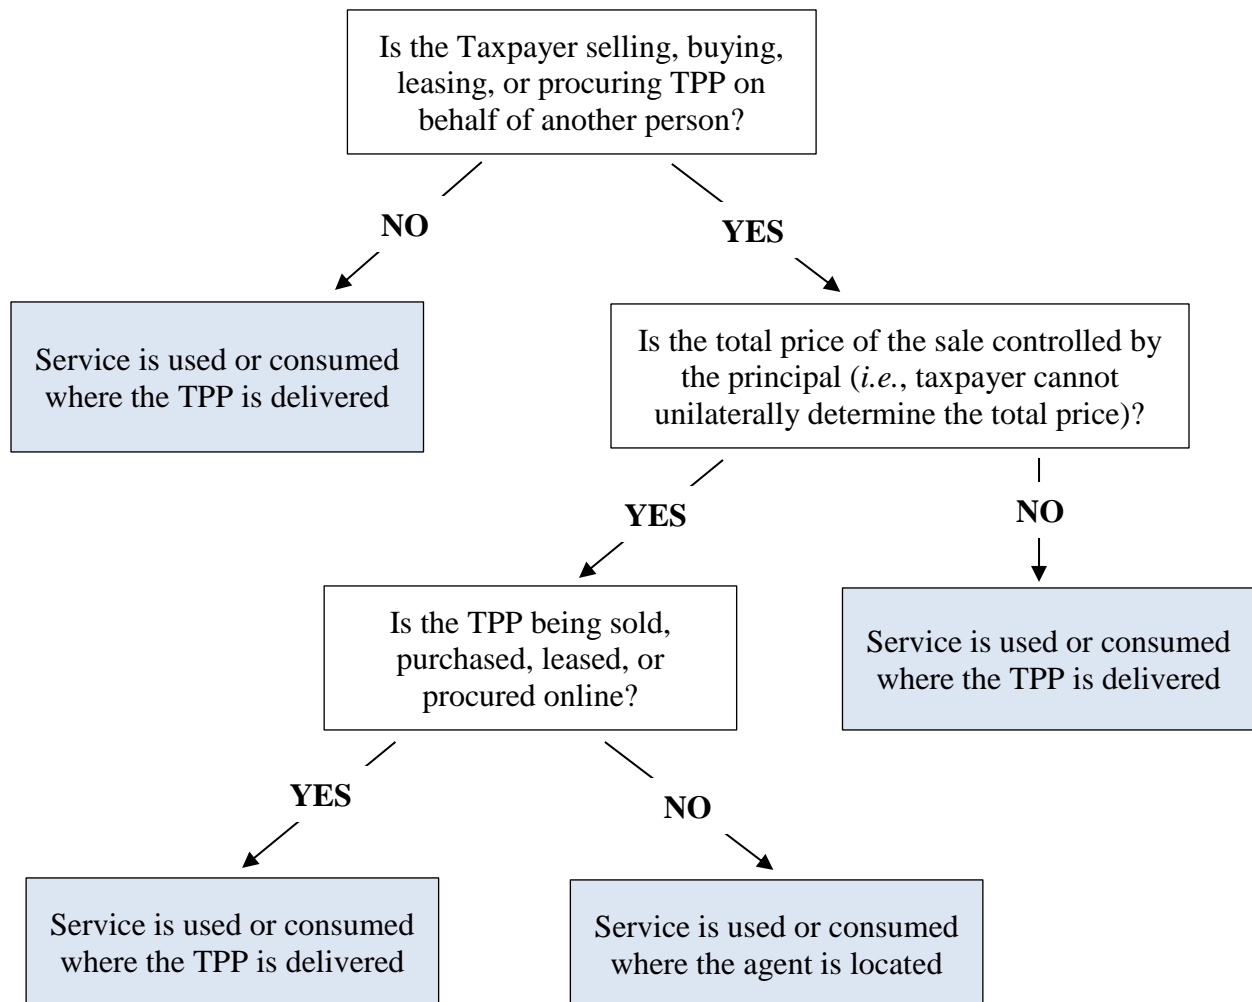 Is the Taxpayer selling, buying,
leasing, or procuring TPP on
behalf of another person?
NO
YES
Service is used or consumed
where the TPP is delivered
Is the total price of the sale controlled by
the principal (i.e., taxpayer cannot
unilaterally determine the total price)?
YES
NO
Is the TPP being sold,
purchased, leased, or
procured online?
Service is used or consumed
where the TPP is delivered
YES
NO
Service is used or consumed
where the TPP is delivered
Service is used or consumed
where the agent is located